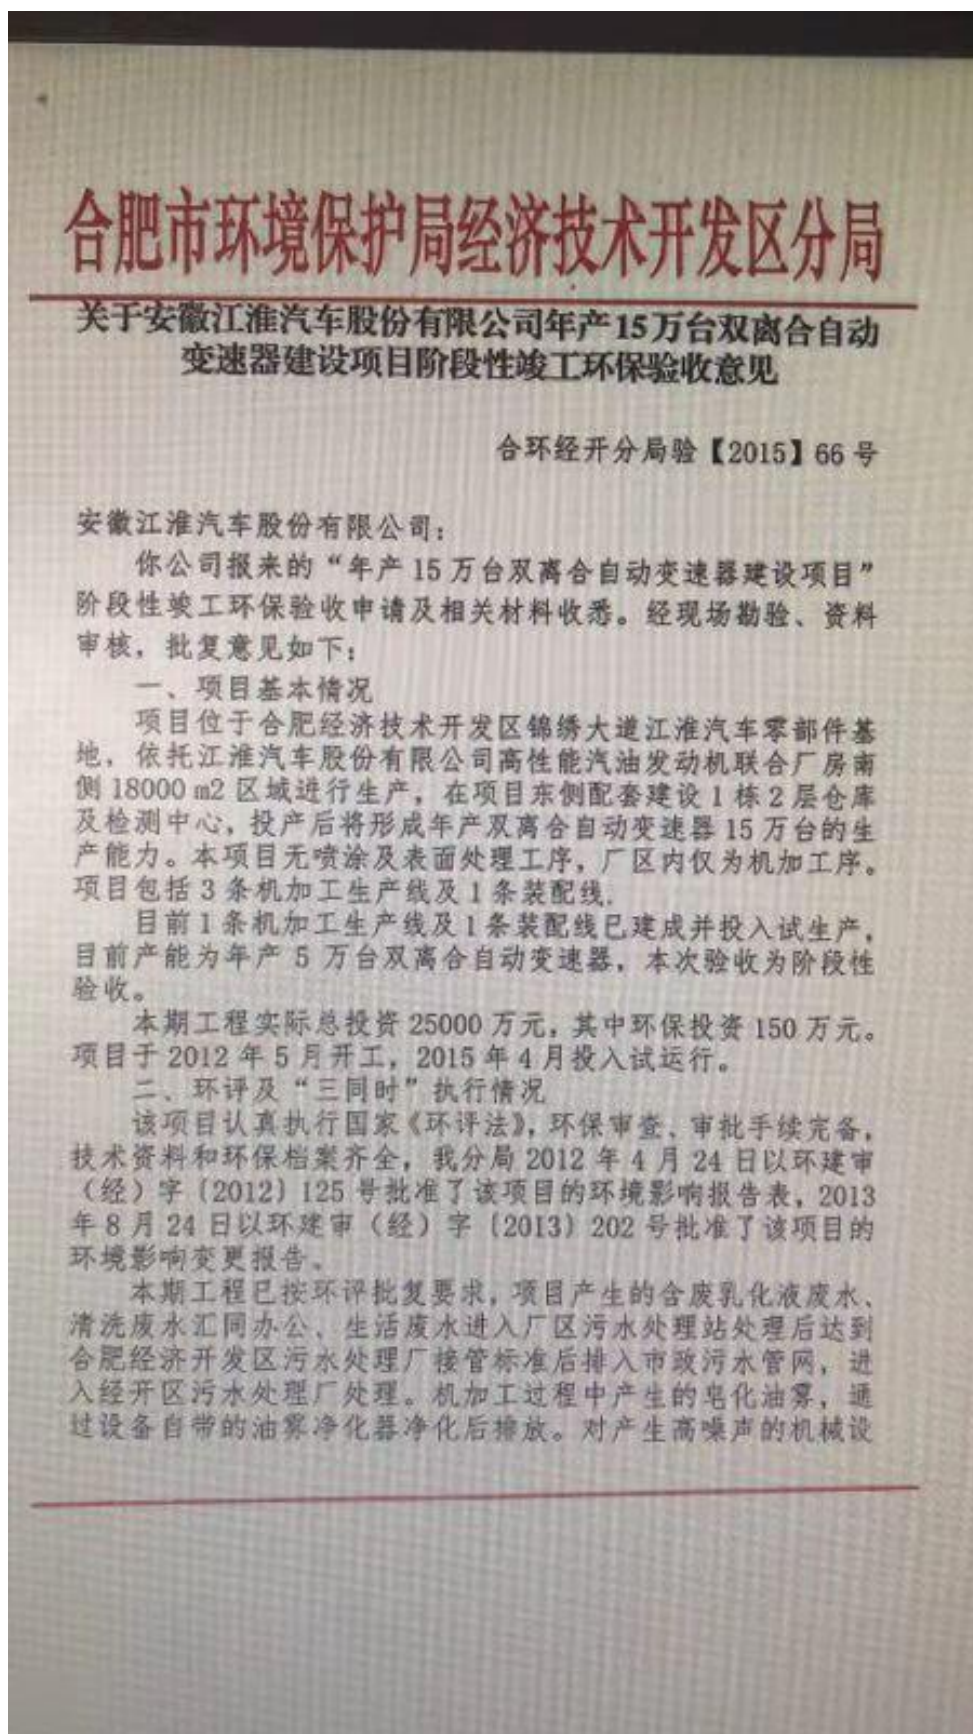 合肥市环境保护局经济技术开发区分局
关于安徽江淮汽车股份有限公司年产15万台双离合自动
变速器建设项目阶段性竣工环保验收意见
合环经开分局验【2015】66号
安徽江淮汽车股份有限公司：
你公司报来的“年产15万台双离合自动变速器建设项目”
阶段性竣工环保验收申请及相关材料收悉。经现场勘验、资料
审核，批复意见如下：
一、项目基本情况
项目位于合肥经济技术开发区锦绣大道江淮汽车零部件基
地，依托江淮汽车股份有限公司高性能汽油发动机联合厂房南
侧18000 m2区域进行生产，在项目东侧配套建设1栋2层仓库
及检测中心，投产后将形成年产双离合自动变速器15万台的生
产能力。本项目无喷涂及表面处理工序，厂区内仅为机加工序。
项目包括3条机加工生产线及1条装配线.
目前1条机加工生产线及1条装配线已建成并投入试生产，
目前产能为年产5万台双离合自动变速器，本次验收为阶段性
验收。
本期工程实际总投资25000万元，其中环保投资150万元。
项目于2012年5月开工，2015年4月投入试运行。
二、环评及“三同时”执行情况
该项目认真执行国家《环评法》，环保审查、审批手续完备，
技术资料和环保档案齐全，我分局2012年4月24日以环建审
（经）字〔2012〕125号批准了该项目的环境影响报告表，2013
年8月24日以环建审（经）字〔2013〕202号批准了该项目的
环境影响变更报告。
本期工程已按环评批复要求，项目产生的含废乳化液废水、
清洗废水汇同办公、生活废水进入厂区污水处理站处理后达到
合肥经济开发区污水处理厂接管标准后排入市政污水管网，进
入经开区污水处理厂处理。机加工过程中产生的皂化油雾，通
过设备自带的油雾净化器净化后排放。对产生高噪声的机械设